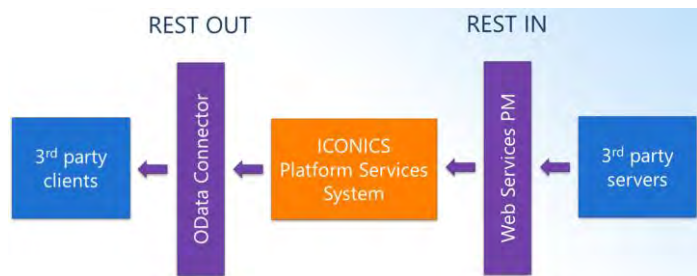 REST OUT
REST IN
3rd party
clients
OData Connector
ICONICS
Platform Services
System
Web Services PM
3rd party
servers